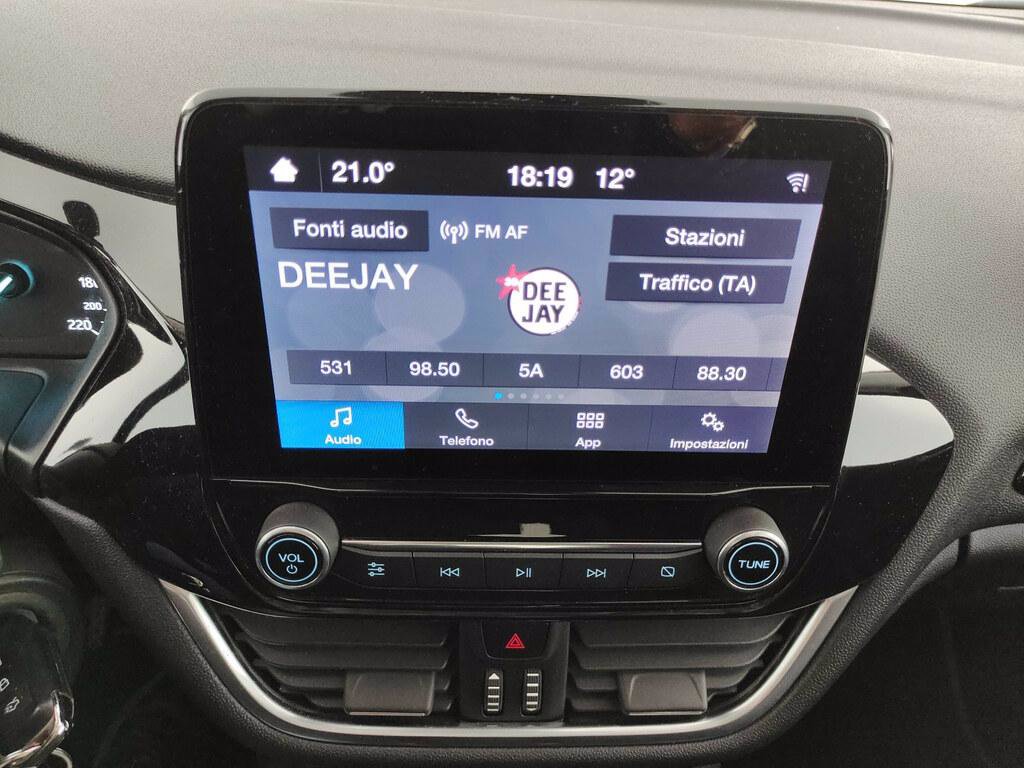 21.0° 18:19 12°
Fonti audio FM AF Stazioni
DEEJAY DEE JAY Traffico (TA)
531 98.50 5A 603 88.30
Audio Telefono App Impostazioni
VOL TUNE
200
220